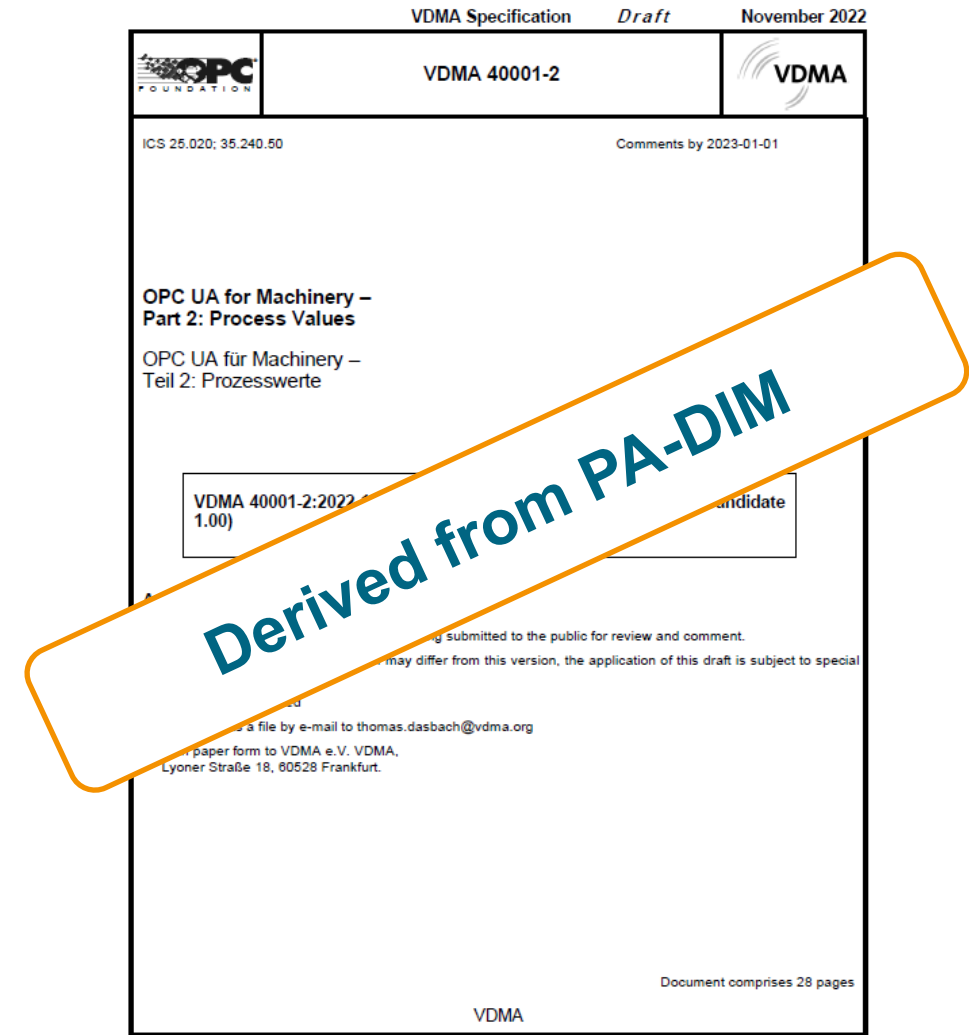 VDMA Specification Draft November 2022
OPC
FOUNDATION
VDMA 40001-2
VDMA
ICS 25.020; 35.240.50 Comments by 2023-01-01
OPC UA for Machinery –
Part 2: Process Values
OPC UA für Machinery –
Teil 2: Prozesswerte
Derived from PA-DIM
VDMA 40001-2:2022-
1.00)
submitted to the public for review and comment.
may differ from this version, the application of this draft is subject to special
a file by e-mail to thomas.dasbach@vdma.org
paper form to VDMA e.V. VDMA,
Lyoner Straße 18, 60528 Frankfurt.
Document comprises 28 pages
VDMA